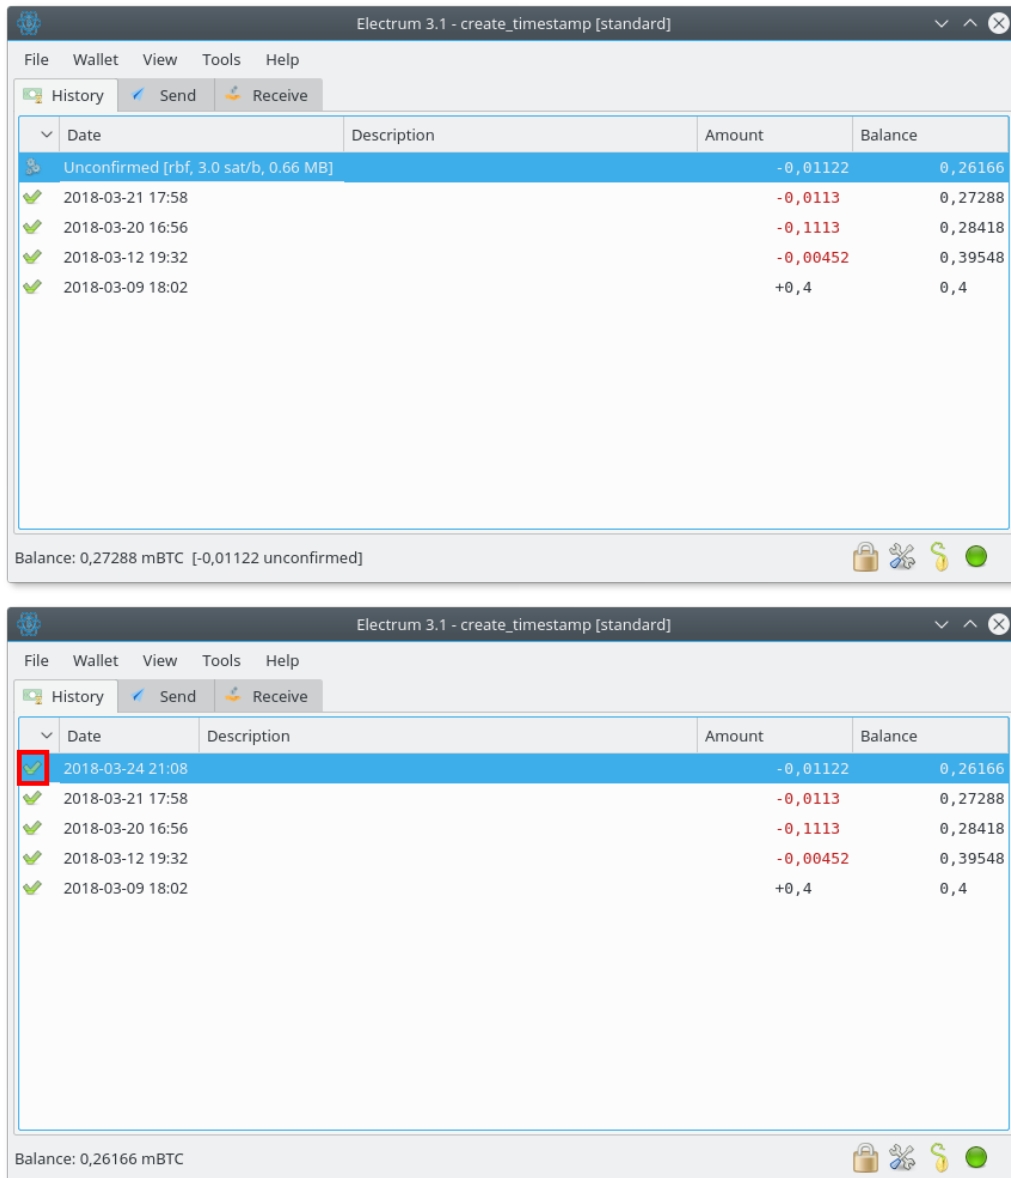 Electrum 3.1 - create_timestamp [standard]
File Wallet View Tools Help
History Send Receive
Date Description Amount Balance
Unconfirmed [rbf, 3.0 sat/b, 0.66 MB] -0,01122 0,26166
2018-03-21 17:58 -0,0113 0,27288
2018-03-20 16:56 -0,1113 0,28418
2018-03-12 19:32 -0,00452 0,39548
2018-03-09 18:02 +0,4 0,4
Balance: 0,27288 mBTC [-0,01122 unconfirmed]
Electrum 3.1 - create_timestamp [standard]
File Wallet View Tools Help
History Send Receive
Date Description Amount Balance
2018-03-24 21:08 -0,01122 0,26166
2018-03-21 17:58 -0,0113 0,27288
2018-03-20 16:56 -0,1113 0,28418
2018-03-12 19:32 -0,00452 0,39548
2018-03-09 18:02 +0,4 0,4
Balance: 0,26166 mBTC